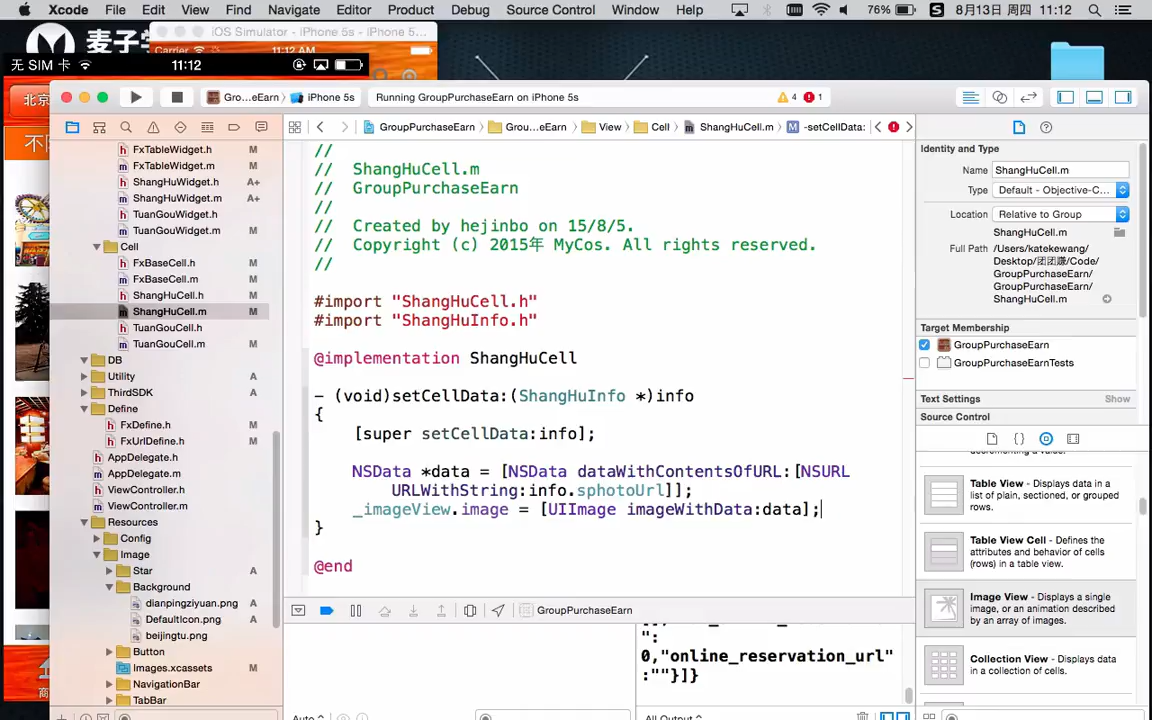 Xcode File Edit View Find Navigate Editor Product Debug Source Control Window Help 76% 8月13日 周四 11:12
麦子学
iOS Simulator - iPhone 5s - iPhone 5s...
Carrier 11:12 AM
无 SIM 卡 11:12
北京
不限
Gro...eEarn iPhone 5s
Running GroupPurchaseEarn on iPhone 5s
4 1
GroupPurchaseEarn Grou...eEarn View Cell ShangHuCell.m -setCellData:
FxTableWidget.h M
FxTableWidget.m M
ShangHuWidget.h A+
ShangHuWidget.m A+
TuanGouWidget.h M
TuanGouWidget.m M
Cell
FxBaseCell.h M
FxBaseCell.m M
ShangHuCell.h M
ShangHuCell.m M
TuanGouCell.h M
TuanGouCell.m M
DB
Utility A
ThirdSDK A
Define
FxDefine.h M
FxUrlDefine.h M
AppDelegate.h M
AppDelegate.m M
ViewController.h M
ViewController.m M
Resources
Config
Image
Star A
Background
dianpingziyuan.png A
DefaultIcon.png A
beijingtu.png
Button
Images.xcassets M
NavigationBar
TabBar
//
// ShangHuCell.m
// GroupPurchaseEarn
//
// Created by hejinbo on 15/8/5.
// Copyright (c) 2015年 MyCos. All rights reserved.
//
#import "ShangHuCell.h"
#import "ShangHuInfo.h"
@implementation ShangHuCell
- (void)setCellData:(ShangHuInfo *)info
{
[super setCellData:info];
NSData *data = [NSData dataWithContentsOfURL:[NSURL
URLWithString:info.sphotoUrl]];
_imageView.image = [UIImage imageWithData:data];
}
@end
GroupPurchaseEarn
":
0,"online_reservation_url"
:""}]}
Auto
All Output
Identity and Type
Name ShangHuCell.m
Type Default - Objective-C...
Location Relative to Group
ShangHuCell.m
Full Path /Users/katekewang/
Desktop/团团赚/Code/
GroupPurchaseEarn/
GroupPurchaseEarn/
ShangHuCell.m
Target Membership
GroupPurchaseEarn
GroupPurchaseEarnTests
Text Settings Show
Source Control
Table View - Displays data in a list of plain, sectioned, or grouped rows.
Table View Cell - Defines the attributes and behavior of cells (rows) in a table view.
Image View - Displays a single image, or an animation described by an array of images.
Collection View - Displays data in a collection of cells.